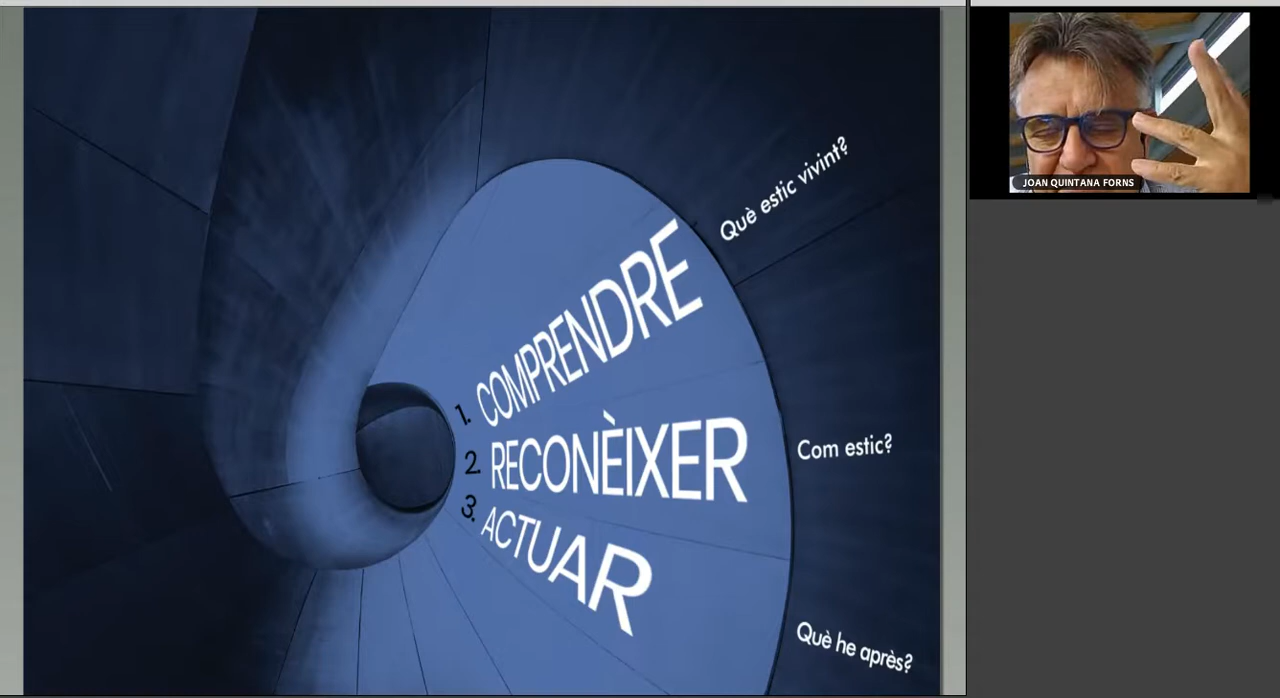 Què estic vivint?
1. COMPRENDRE
2. RECONÈIXER
Com estic?
3. ACTUAR
Què he après?
JOAN QUINTANA FORNS